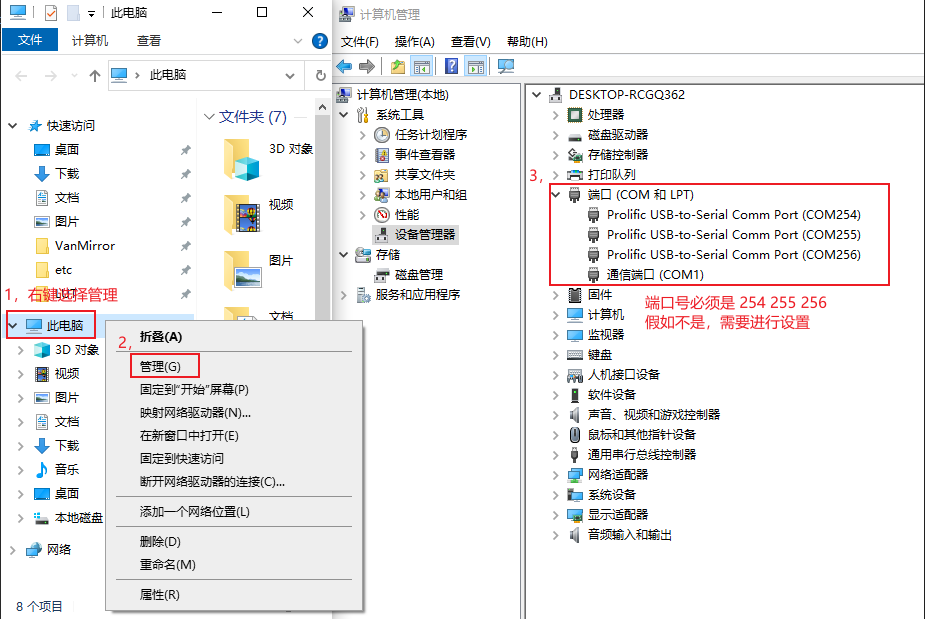 此电脑
文件
计算机
查看
此电脑
快速访问
桌面
下载
文档
图片
VanMirror
etc
1，右键选择管理
此电脑
3D 对象
视频
图片
文档
下载
音乐
桌面
本地磁盘
网络
8 个项目
文件夹 (7)
3D 对象
视频
图片
文档
2,
折叠(A)
管理(G)
固定到“开始”屏幕(P)
映射网络驱动器(N)...
在新窗口中打开(E)
固定到快速访问
断开网络驱动器的连接(C)...
添加一个网络位置(L)
删除(D)
重命名(M)
属性(R)
计算机管理
文件(F)
操作(A)
查看(V)
帮助(H)
计算机管理(本地)
系统工具
任务计划程序
事件查看器
共享文件夹
本地用户和组
性能
设备管理器
存储
磁盘管理
服务和应用程序
DESKTOP-RCGQ362
处理器
磁盘驱动器
存储控制器
打印队列
3,
端口 (COM 和 LPT)
Prolific USB-to-Serial Comm Port (COM254)
Prolific USB-to-Serial Comm Port (COM255)
Prolific USB-to-Serial Comm Port (COM256)
通信端口 (COM1)
固件
计算机
监视器
键盘
人机接口设备
软件设备
声音、视频和游戏控制器
鼠标和其他指针设备
通用串行总线控制器
网络适配器
系统设备
显示适配器
音频输入和输出
端口号必须是 254 255 256
假如不是，需要进行设置